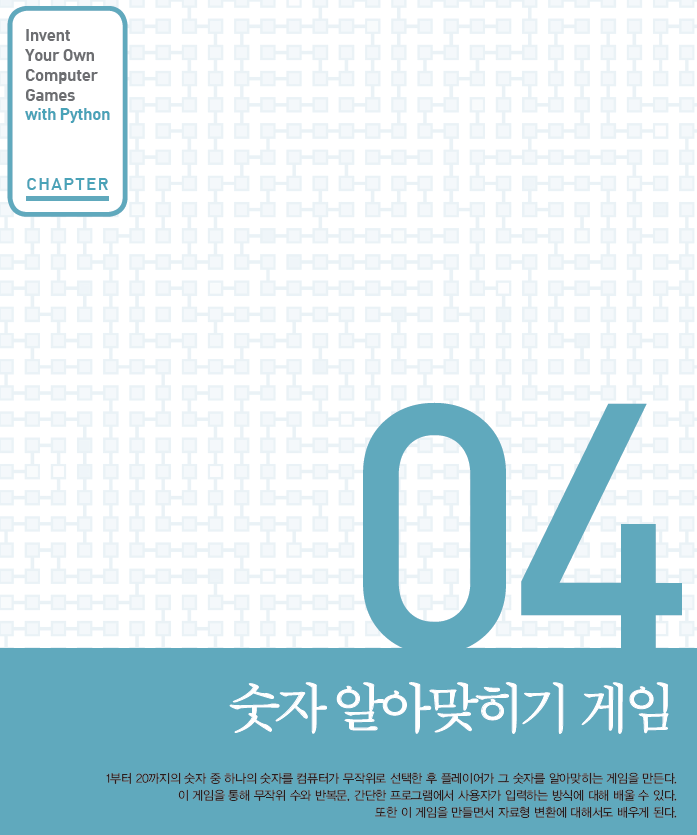 Invent
Your Own
Computer
Games
with Python
CHAPTER
04
숫자 알아맞히기 게임
1부터 20까지의 숫자 중 하나의 숫자를 컴퓨터가 무작위로 선택한 후 플레이어가 그 숫자를 알아맞히는 게임을 만든다.
이 게임을 통해 무작위 수와 반복문, 간단한 프로그램에서 사용자가 입력하는 방식에 대해 배울 수 있다.
또한 이 게임을 만들면서 자료형 변환에 대해서도 배우게 된다.